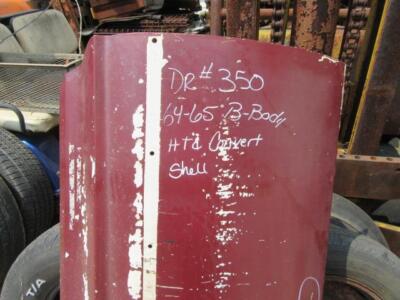 DR# 350
64-65 B-Body
HTd Convert
Shell
T/A